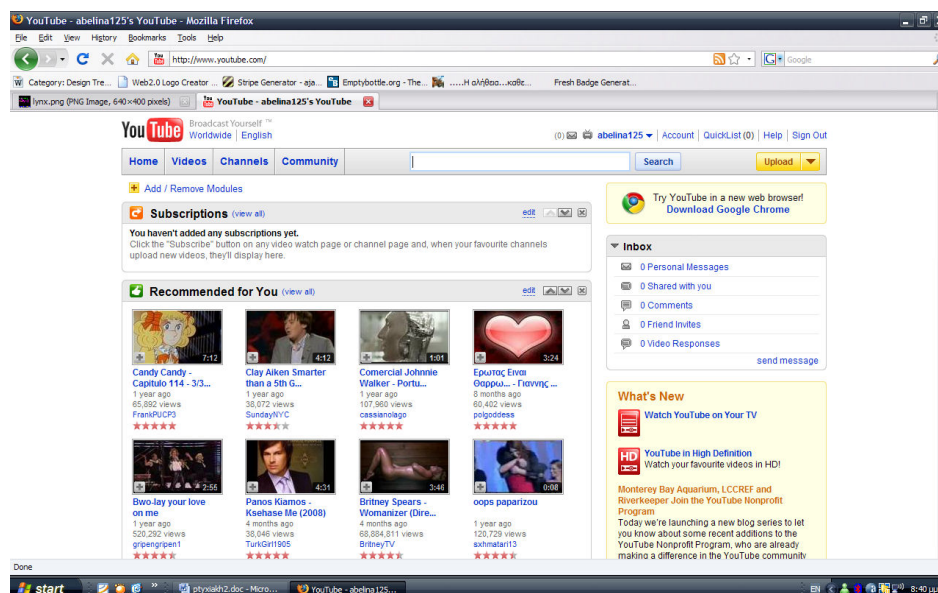 YouTube - abelina125's YouTube - Mozilla Firefox
File Edit View History Bookmarks Tools Help
http://www.youtube.com/ Google
Category: Design Tre... Web2.0 Logo Creator ... Stripe Generator - aja... Emptybottle.org - The... .....Η αλήθεια...καθε... Fresh Badge Generat...
lynx.png (PNG Image, 640×400 pixels) YouTube - abelina125's YouTube
YouTube Broadcast Yourself ™
Worldwide | English (0) abelina125 | Account | QuickList (0) | Help | Sign Out
Home Videos Channels Community Search Upload
Add / Remove Modules
Subscriptions (view all) edit
You haven't added any subscriptions yet.
Click the "Subscribe" button on any video watch page or channel page and, when your favourite channels
upload new videos, they'll display here.
Recommended for You (view all) edit
7:12 4:12 1:01 3:24
Candy Candy - Clay Aiken Smarter Comercial Johnnie Ερωτας Ειναι
Capitulo 114 - 3/3... than a 5th G... Walker - Portu... Θαρρω... - Γιαννης ...
1 year ago 1 year ago 1 year ago 8 months ago
65,892 views 38,072 views 107,960 views 60,402 views
FrankPUCP3 SundayNYC cassianolago polgoddess
2:55 4:31 3:46 0:08
Bwo-lay your love Panos Kiamos - Britney Spears - oops paparizou
on me Ksehase Me (2008) Womanizer (Dire...
1 year ago 4 months ago 4 months ago 1 year ago
520,292 views 38,046 views 68,884,811 views 120,729 views
gripengripen1 TurkGirl1905 BritneyTV sxhmatari13
Try YouTube in a new web browser!
Download Google Chrome
Inbox
0 Personal Messages
0 Shared with you
0 Comments
0 Friend Invites
0 Video Responses
send message
What's New
Watch YouTube on Your TV
HD YouTube in High Definition
Watch your favourite videos in HD!
Monterey Bay Aquarium, LCCREF and
Riverkeeper Join the YouTube Nonprofit
Program
Today we're launching a new blog series to let
you know about some recent additions to the
YouTube Nonprofit Program, who are already
making a difference in the YouTube community
Done
start ptyxiakh2.doc - Micro... YouTube - abelina125... EN 8:40 μμ